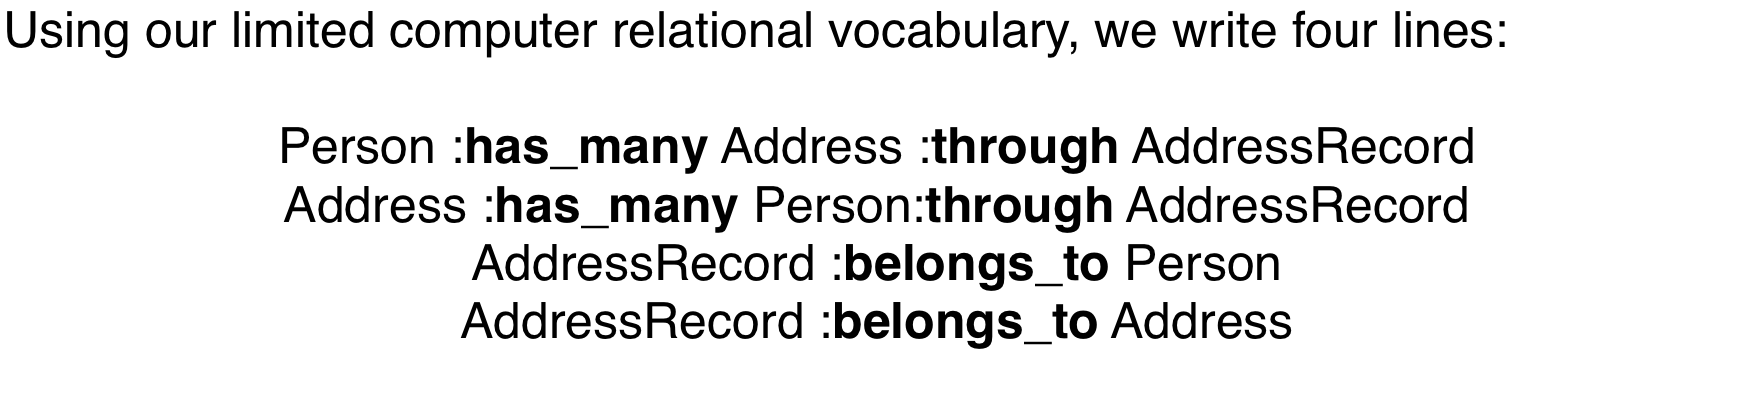 Using our limited computer relational vocabulary, we write four lines:
Person :has_many Address :through AddressRecord
Address :has_many Person:through AddressRecord
AddressRecord :belongs_to Person
AddressRecord :belongs_to Address